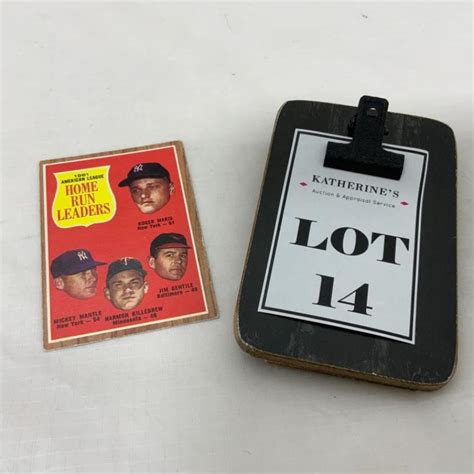 1961
AMERICAN LEAGUE
HOME
RUN
LEADERS
ROGER MARIS
New York — 61
JIM GENTILE
Baltimore — 46
MICKEY MANTLE
New York — 54
HARMON KILLEBREW
Minnesota — 46
KATHERINE'S
Auction & Appraisal Service
LOT
14